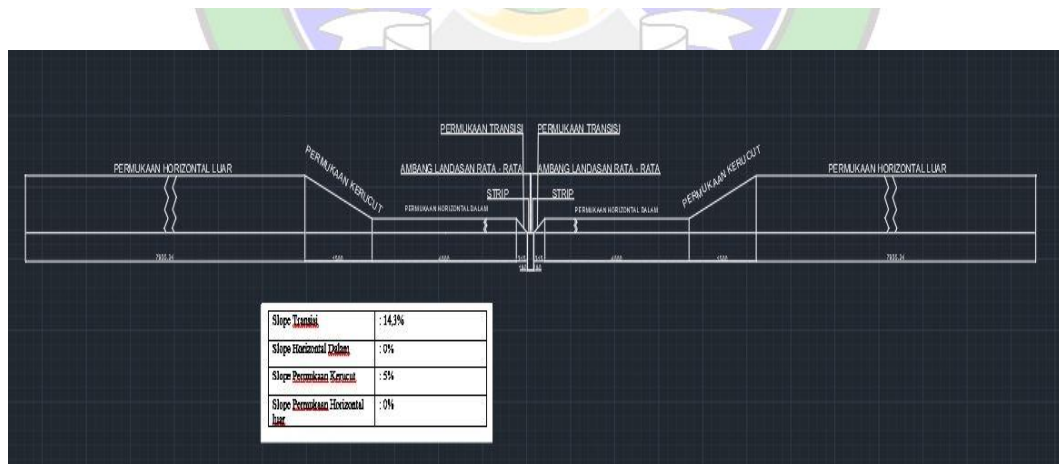 PERMUKAAN TRANSISI PERMUKAAN TRANSISI
PERMUKAAN HORIZONTAL LUAR PERMUKAAN KERUCUT AMBANG LANDASAN RATA - RATA AMBANG LANDASAN RATA - RATA PERMUKAAN KERUCUT PERMUKAAN HORIZONTAL LUAR
STRIP STRIP
PERMUKAAN HORIZONTAL DALAM PERMUKAAN HORIZONTAL DALAM
4000 4000
Slope Transisi : 14,3%
Slope Horizontal Dalam : 0%
Slope Permukaan Kerucut : 5%
Slope Permukaan Horizontal : 0%
luar